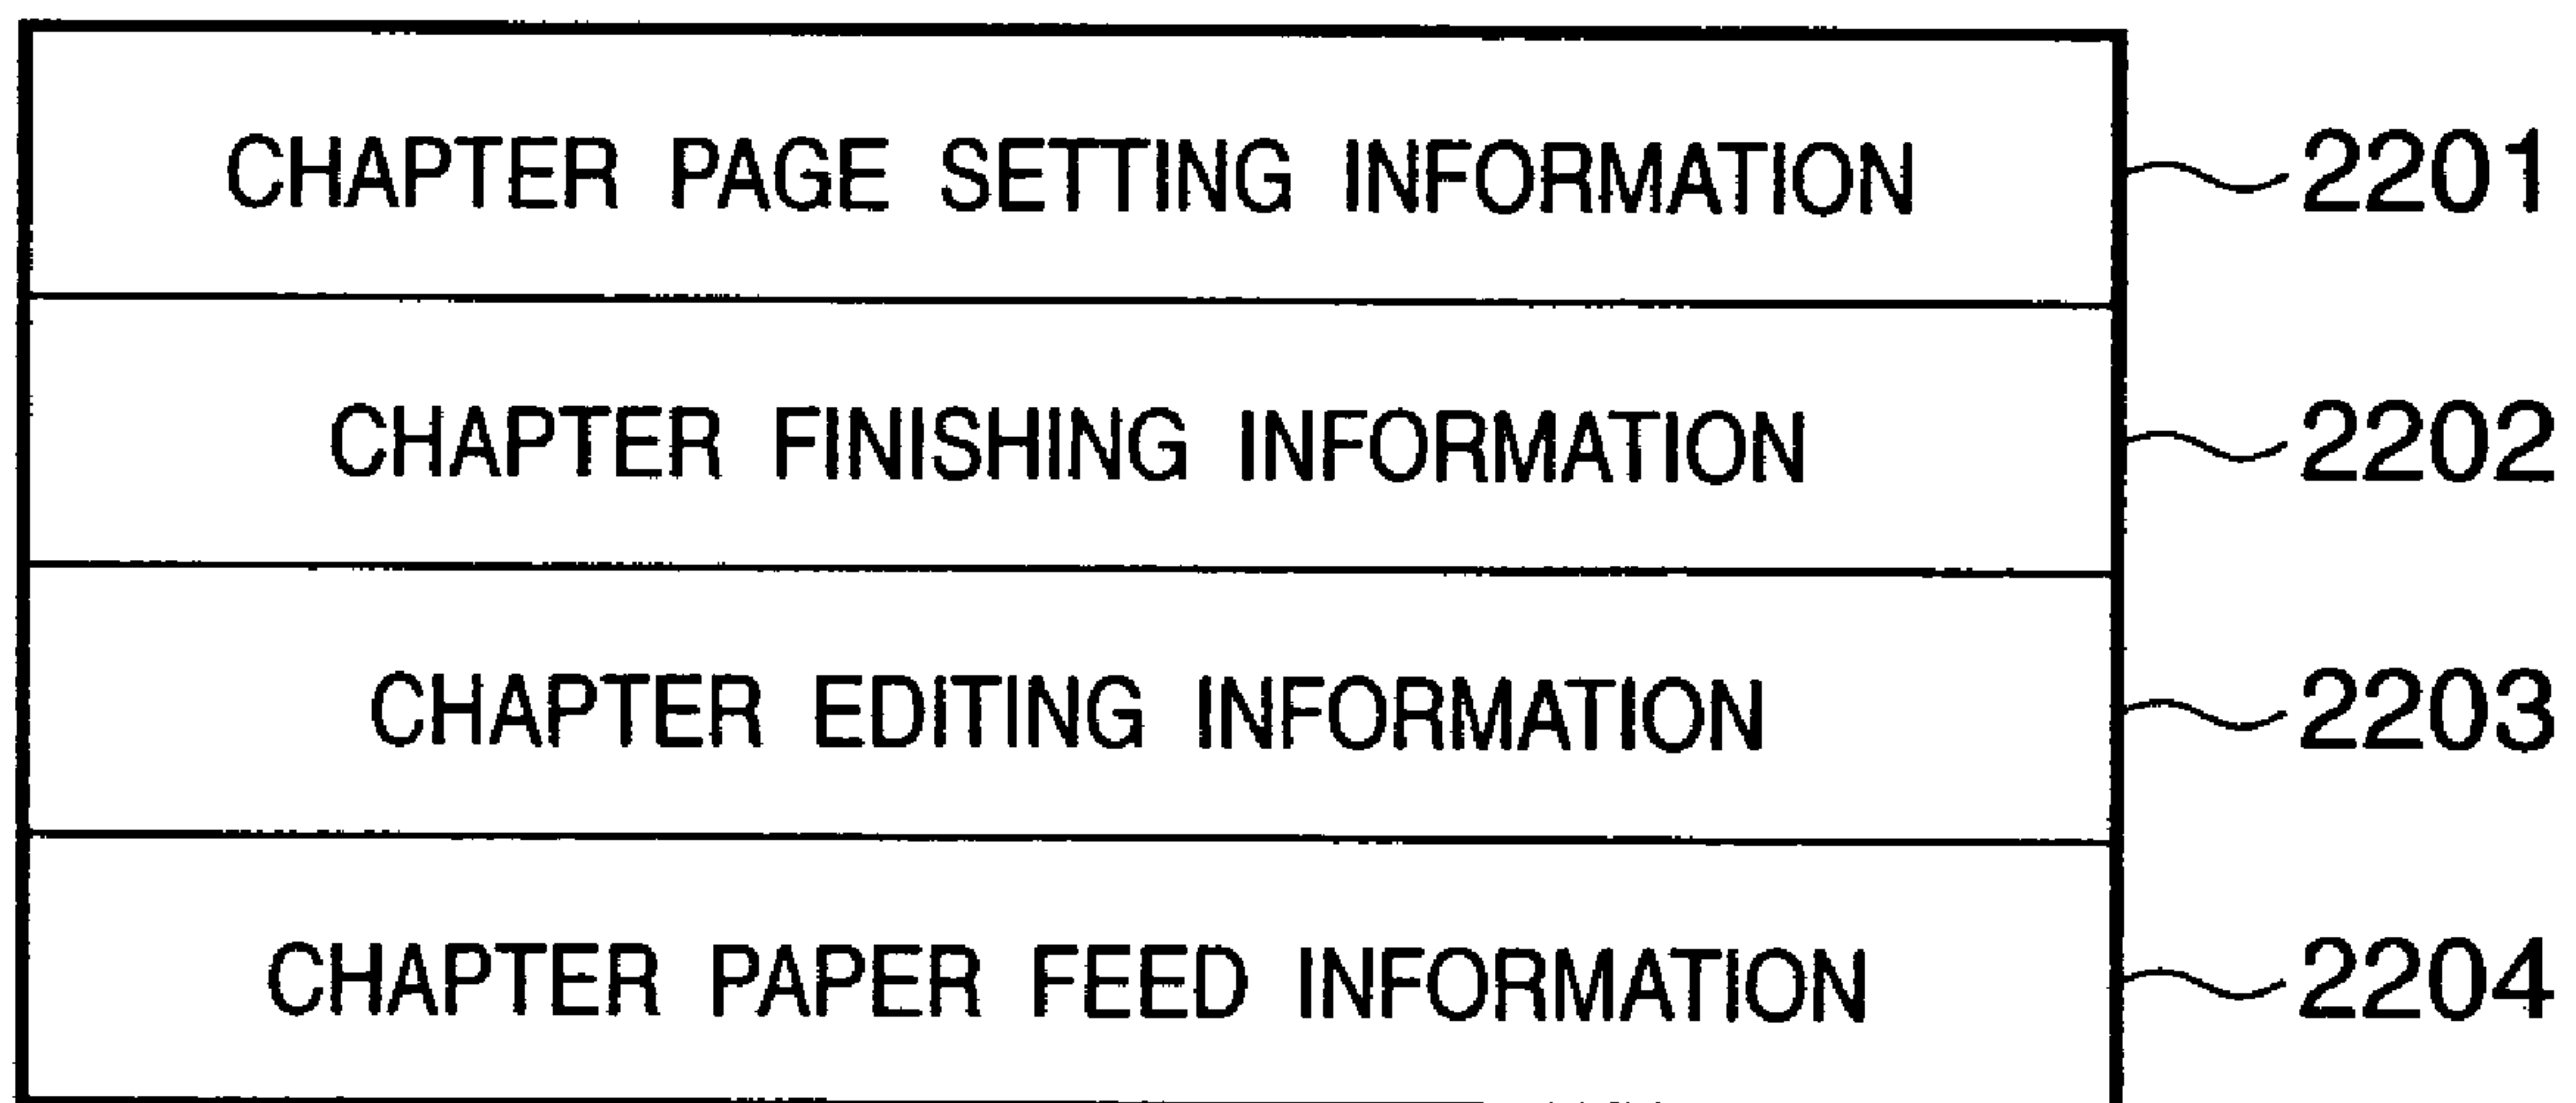 CHAPTER PAGE SETTING INFORMATION 2201
CHAPTER FINISHING INFORMATION 2202
CHAPTER EDITING INFORMATION 2203
CHAPTER PAPER FEED INFORMATION 2204